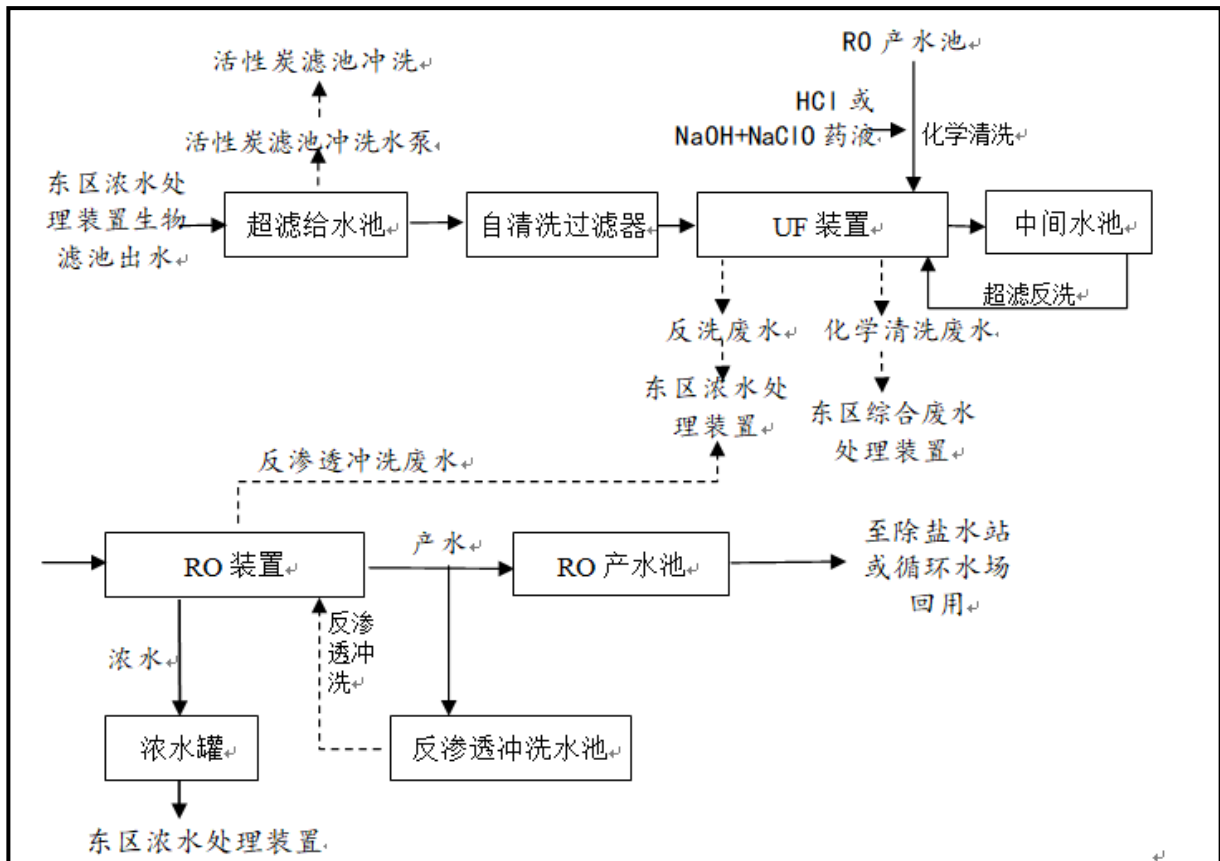 活性炭滤池冲洗
活性炭滤池冲洗水泵
RO 产水池
HCl 或
NaOH+NaClO 药液
化学清洗
东区浓水处
理装置生物
滤池出水
超滤给水池
自清洗过滤器
UF 装置
中间水池
超滤反洗
反洗废水
化学清洗废水
东区浓水处
理装置
东区综合废水
处理装置
反渗透冲洗废水
RO 装置
产水
RO 产水池
至除盐水站
或循环水场
回用
浓水
反渗
透冲
洗
浓水罐
反渗透冲洗水池
东区浓水处理装置